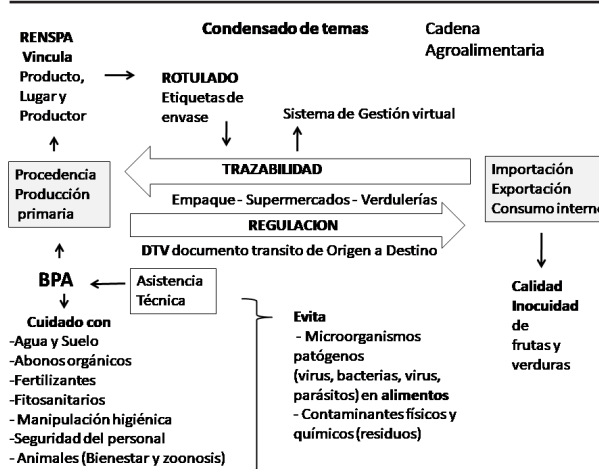 Condensado de temas
Cadena
Agroalimentaria
RENSPA
Vincula
Producto,
Lugar y
Productor
ROTULADO
Etiquetas de
envase
Sistema de Gestión virtual
TRAZABILIDAD
Procedencia
Producción
primaria
Importación
Exportación
Consumo interno
Empaque - Supermercados - Verdulerías
REGULACION
DTV documento transito de Origen a Destino
BPA
Asistencia
Técnica
Calidad
Inocuidad
de
frutas y
verduras
Cuidado con
-Agua y Suelo
-Abonos orgánicos
-Fertilizantes
-Fitosanitarios
- Manipulación higiénica
-Seguridad del personal
- Animales (Bienestar y zoonosis)
Evita
- Microorganismos
patógenos
(virus, bacterias, virus,
parásitos) en alimentos
- Contaminantes físicos y
químicos (residuos)